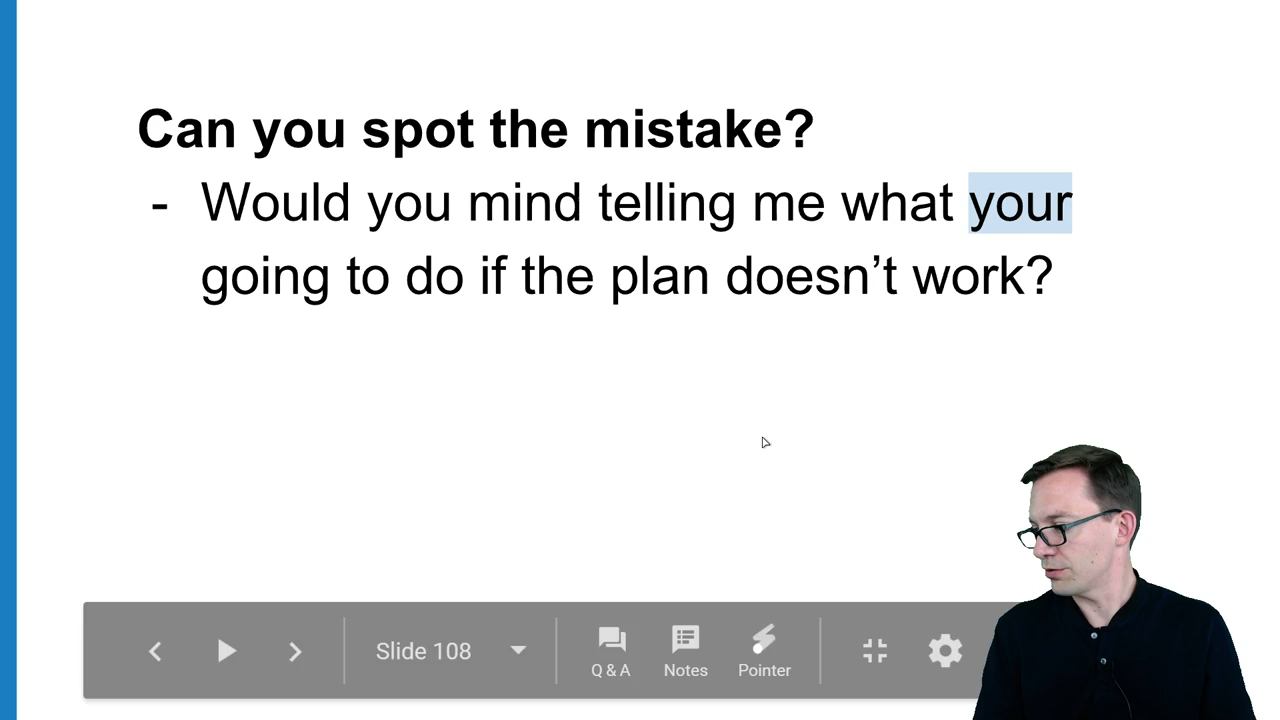 Can you spot the mistake?
- Would you mind telling me what your
going to do if the plan doesn’t work?
Slide 108
Q & A
Notes
Pointer